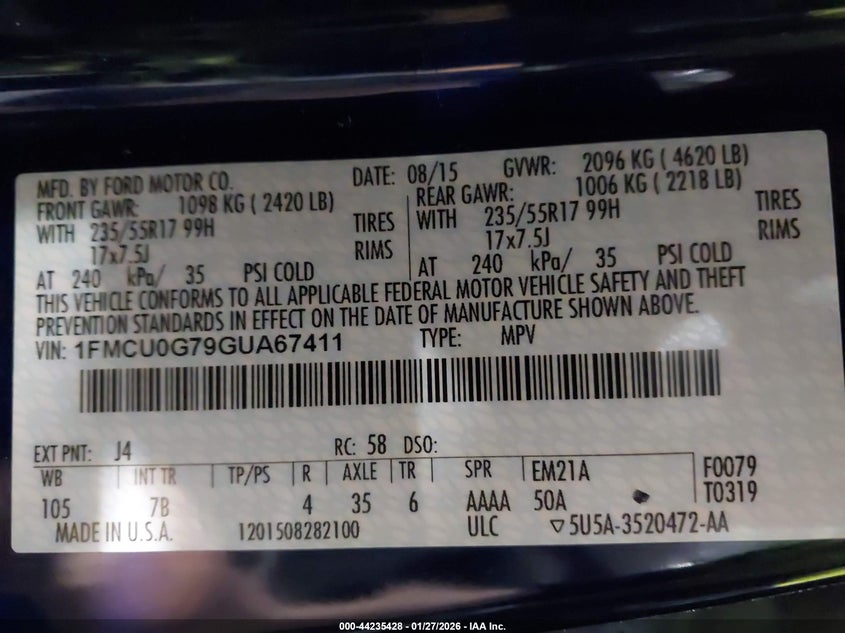 MFD. BY FORD MOTOR CO. DATE: 08/15 GVWR: 2096 KG ( 4620 LB)
FRONT GAWR: 1098 KG ( 2420 LB) REAR GAWR: 1006 KG ( 2218 LB)
WITH 235/55R17 99H TIRES WITH 235/55R17 99H TIRES
17x7.5J RIMS 17x7.5J RIMS
AT 240 kPa/ 35 PSI COLD AT 240 kPa/ 35 PSI COLD
THIS VEHICLE CONFORMS TO ALL APPLICABLE FEDERAL MOTOR VEHICLE SAFETY AND THEFT
PREVENTION STANDARDS IN EFFECT ON THE DATE OF MANUFACTURE SHOWN ABOVE.
VIN: 1FMCU0G79GUA67411 TYPE: MPV
EXT PNT: J4 RC: 58 DSO:
WB INT TR TP/PS R AXLE TR SPR EM21A F0079
105 7B 4 35 6 AAAA 50A T0319
MADE IN U.S.A. 1201508282100 ULC ▽5U5A-3520472-AA
000-44235428 - 01/27/2026 - IAA Inc.